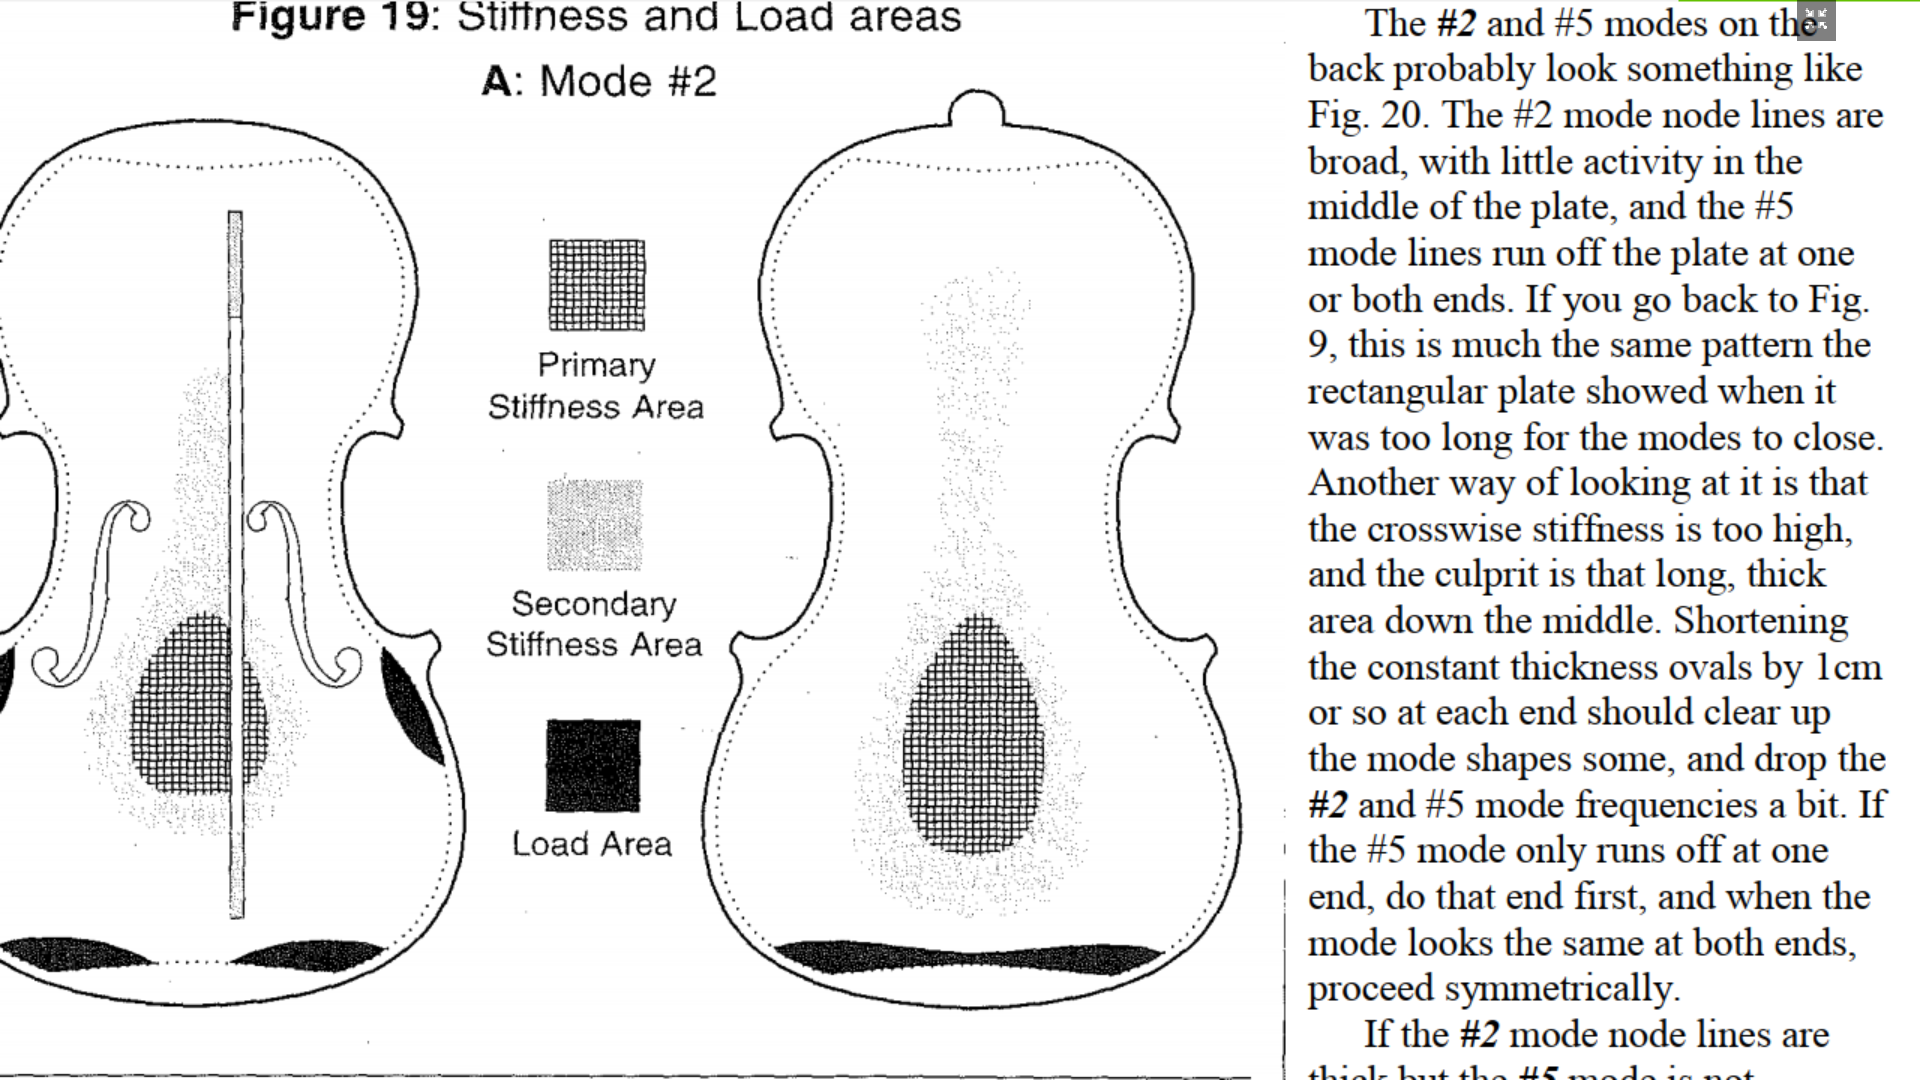 Figure 19: Stiffness and Load areas
A: Mode #2
Primary
Stiffness Area
Secondary
Stiffness Area
Load Area
The #2 and #5 modes on the
back probably look something like
Fig. 20. The #2 mode node lines are
broad, with little activity in the
middle of the plate, and the #5
mode lines run off the plate at one
or both ends. If you go back to Fig.
9, this is much the same pattern the
rectangular plate showed when it
was too long for the modes to close.
Another way of looking at it is that
the crosswise stiffness is too high,
and the culprit is that long, thick
area down the middle. Shortening
the constant thickness ovals by 1cm
or so at each end should clear up
the mode shapes some, and drop the
#2 and #5 mode frequencies a bit. If
the #5 mode only runs off at one
end, do that end first, and when the
mode looks the same at both ends,
proceed symmetrically.
If the #2 mode node lines are
thick but the #5 mode is not